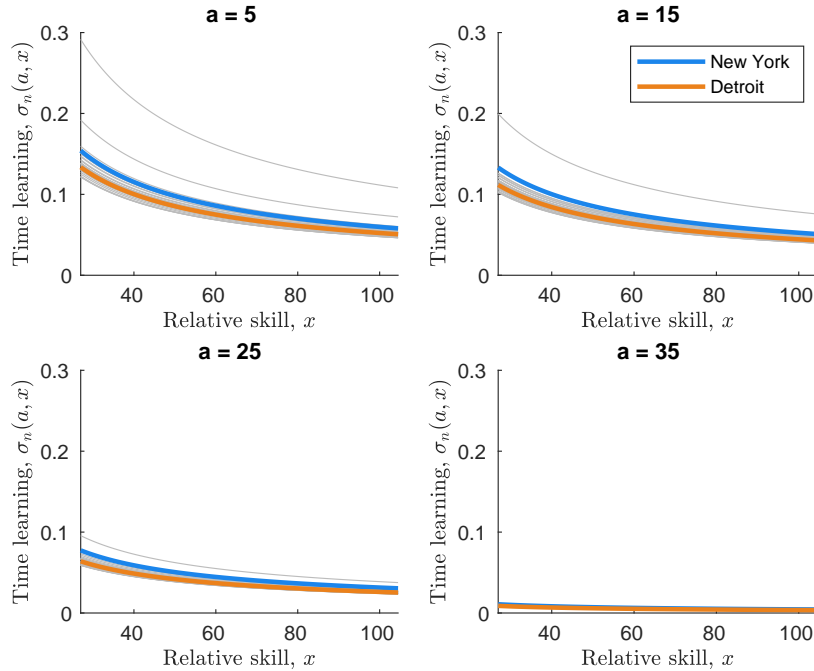 a = 5
0.3
0.2
0.1
0
40
60
80
100
Time learning, σₙ(a, x)
Relative skill, x
a = 15
0.3
0.2
0.1
0
40
60
80
100
Time learning, σₙ(a, x)
Relative skill, x
New York
Detroit
a = 25
0.3
0.2
0.1
0
40
60
80
100
Time learning, σₙ(a, x)
Relative skill, x
a = 35
0.3
0.2
0.1
0
40
60
80
100
Time learning, σₙ(a, x)
Relative skill, x